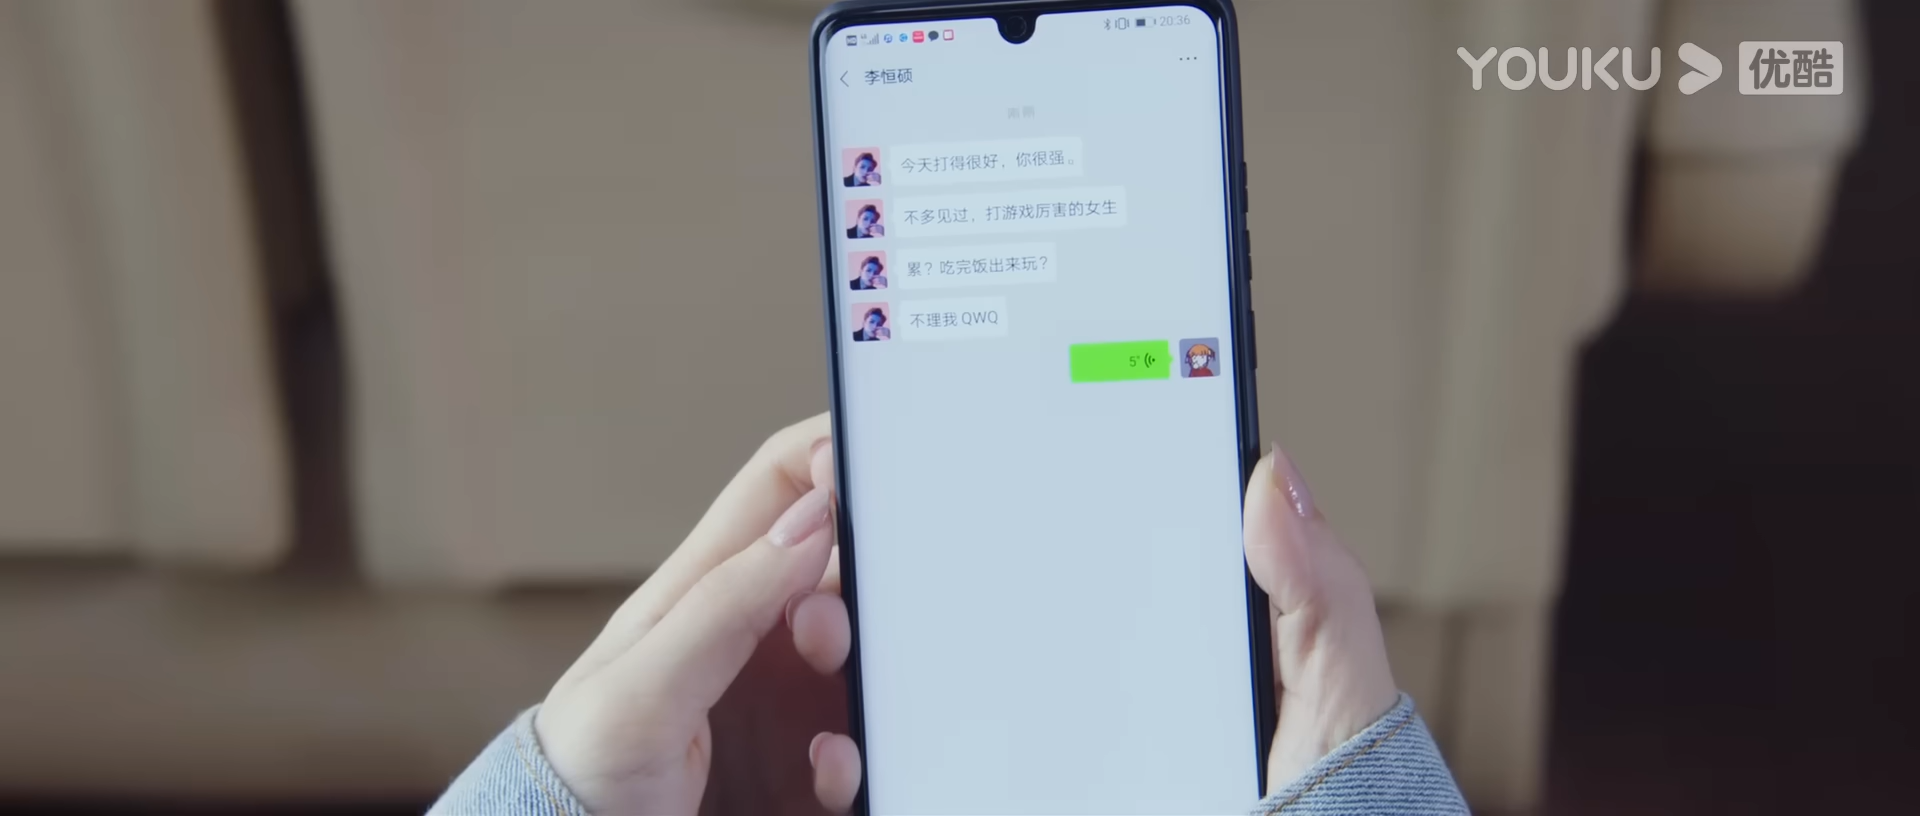 20:36
YOUKU 优酷
李恒硕
今天打得很好，你很强。
不多见过，打游戏厉害的女生
累？吃完饭出来玩？
不理我 QWQ
5"